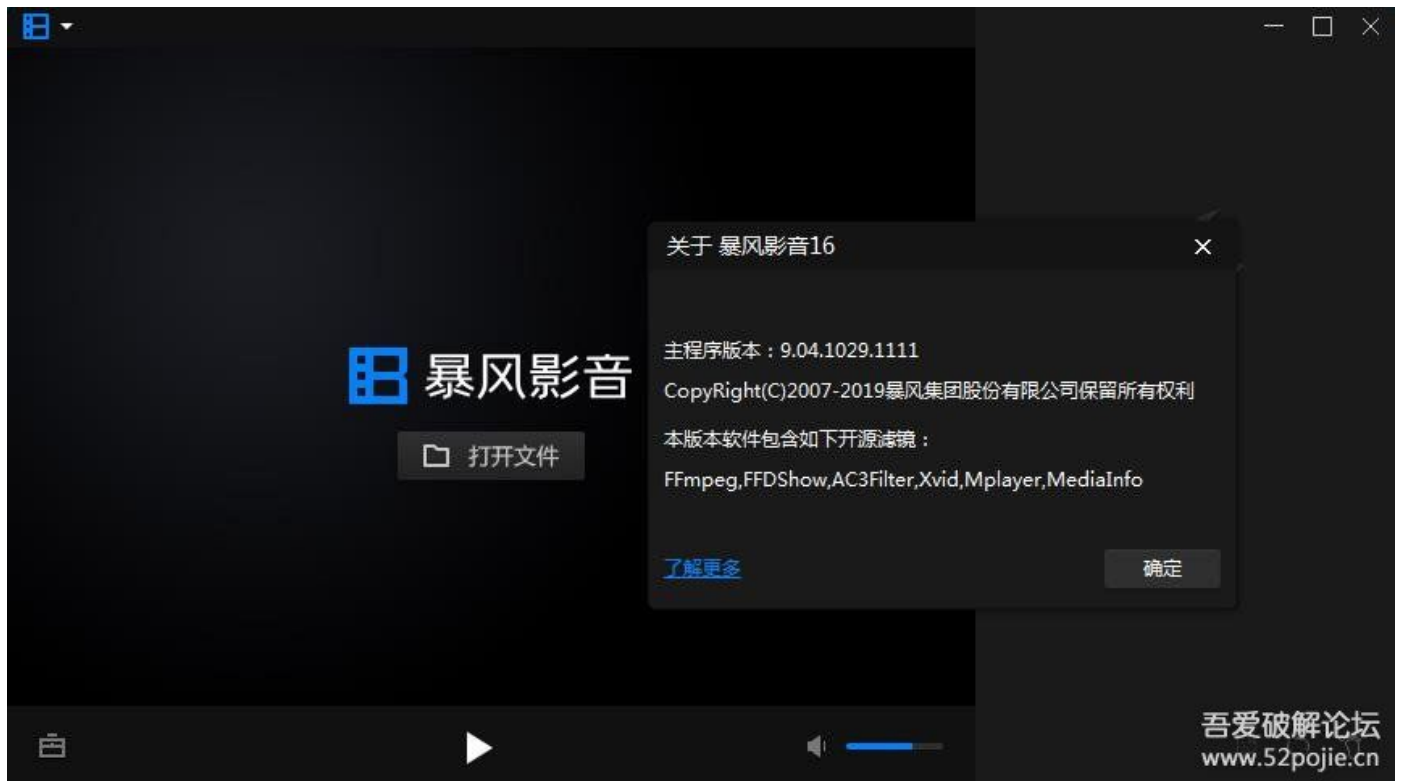 关于 暴风影音16
主程序版本：9.04.1029.1111
暴风影音
CopyRight(C)2007-2019暴风集团股份有限公司保留所有权利
本版本软件包含如下开源滤镜：
打开文件
FFmpeg,FFDShow,AC3Filter,Xvid,Mplayer,MediaInfo
了解更多
确定
吾爱破解论坛
www.52pojie.cn